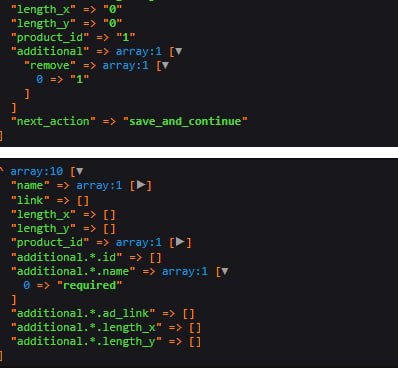 "length_x" => "0"
"length_y" => "0"
"product_id" => "1"
"additional" => array:1 [▼
"remove" => array:1 [▼
0 => "1"
]
]
"next_action" => "save_and_continue"
]
^ array:10 [▼
"name" => array:1 [▶]
"link" => []
"length_x" => []
"length_y" => []
"product_id" => array:1 [▶]
"additional.*.id" => []
"additional.*.name" => array:1 [▼
0 => "required"
]
"additional.*.ad_link" => []
"additional.*.length_x" => []
"additional.*.length_y" => []
]